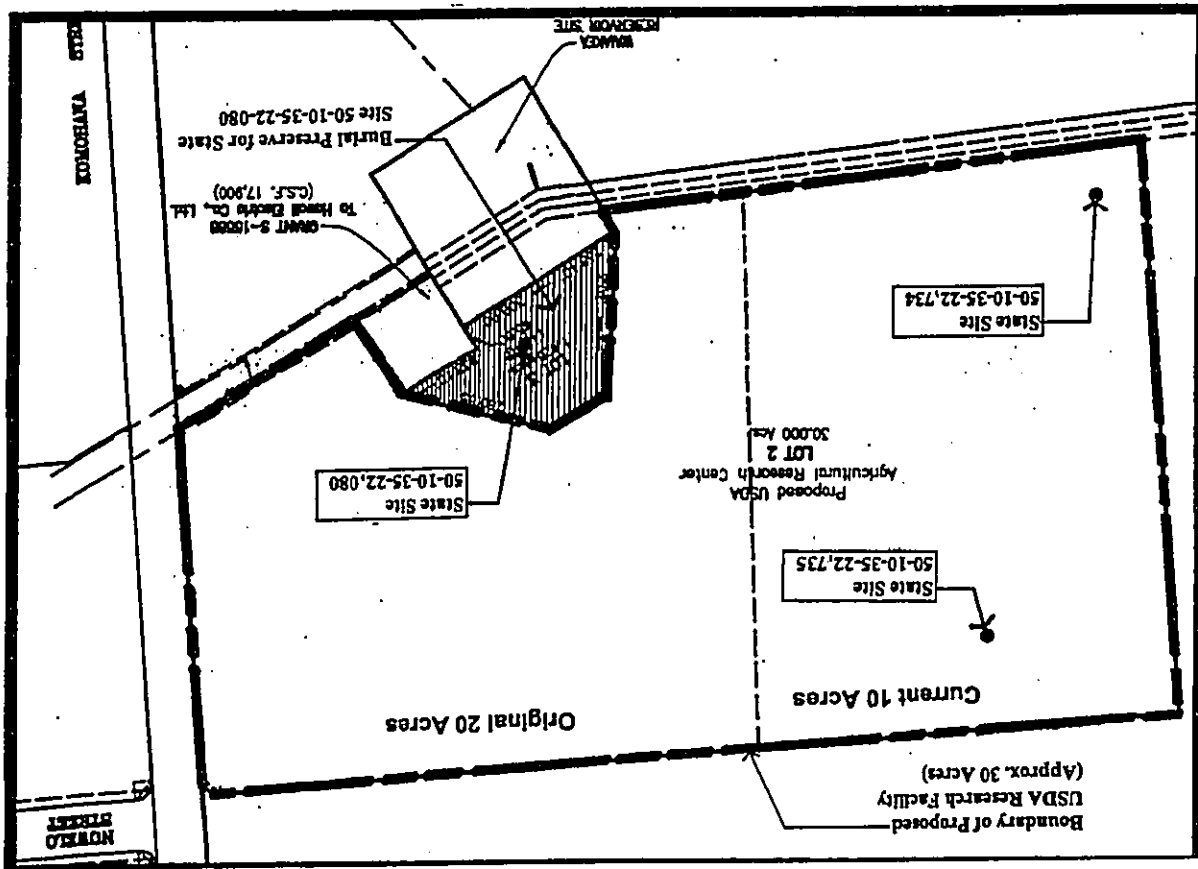 Boundary of Proposed
USDA Research Facility
(Approx. 30 Acres)
NOWELO
STREET
Current 10 Acres
Original 20 Acres
State Site
50-10-35-22,735
Proposed USDA
Agricultural Research Center
LOT 2
30.000 Acs
State Site
50-10-35-22,080
State Site
50-10-35-22,734
GRANT
To Howell Electric Co., Ltd.
(C.S.F. 17,900)
Burial Preserve for State
Site 50-10-35-22-080
WAIAKEA
RESERVOIR SITE
KOMOHANA